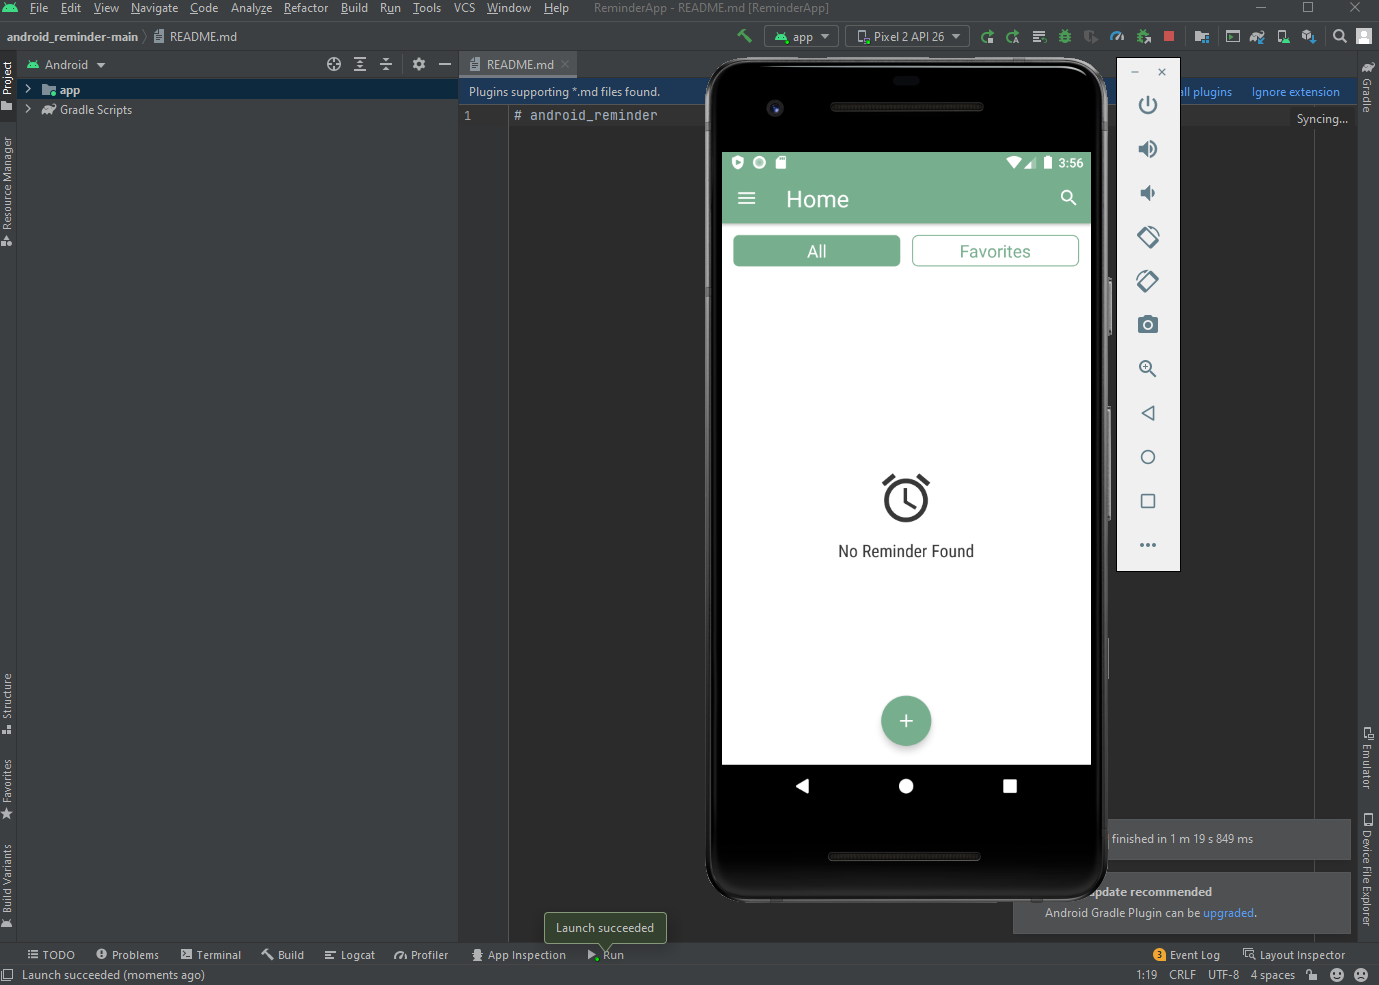 File Edit View Navigate Code Analyze Refactor Build Run Tools VCS Window Help ReminderApp - README.md [ReminderApp]
android_reminder-main README.md
app
Pixel 2 API 26
Project
Android
README.md
Gradle
Plugins supporting *.md files found.
plugins
Ignore extension
app
Gradle Scripts
1
# android_reminder
Syncing...
Resource Manager
3:56
Home
All
Favorites
No Reminder Found
+
Structure
Favorites
Build Variants
Emulator
Device File Explorer
finished in 1 m 19 s 849 ms
update recommended
Android Gradle Plugin can be upgraded.
Launch succeeded
TODO Problems Terminal Build Logcat Profiler App Inspection Run
3 Event Log Layout Inspector
Launch succeeded (moments ago)
1:19 CRLF UTF-8 4 spaces